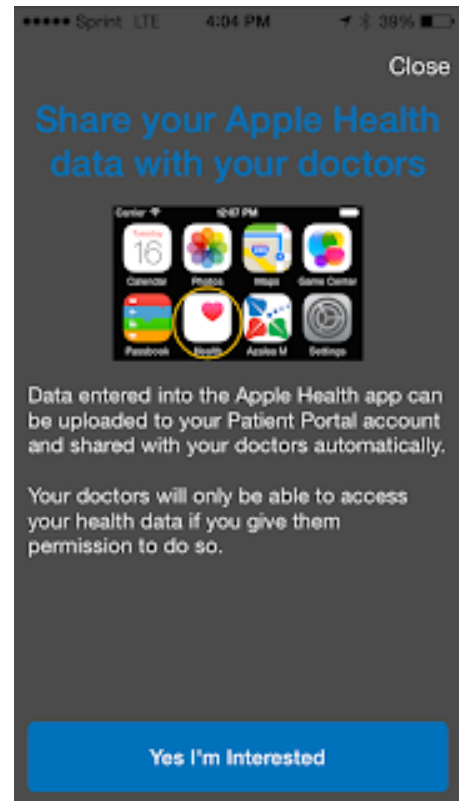 Sprint LTE 4:04 PM 39%
Close
Share your Apple Health
data with your doctors
Carrier 12:07 PM
Tuesday
16
Calendar Photos Maps Game Center
Passbook Health Azalea M Settings
Data entered into the Apple Health app can
be uploaded to your Patient Portal account
and shared with your doctors automatically.
Your doctors will only be able to access
your health data if you give them
permission to do so.
Yes I'm Interested